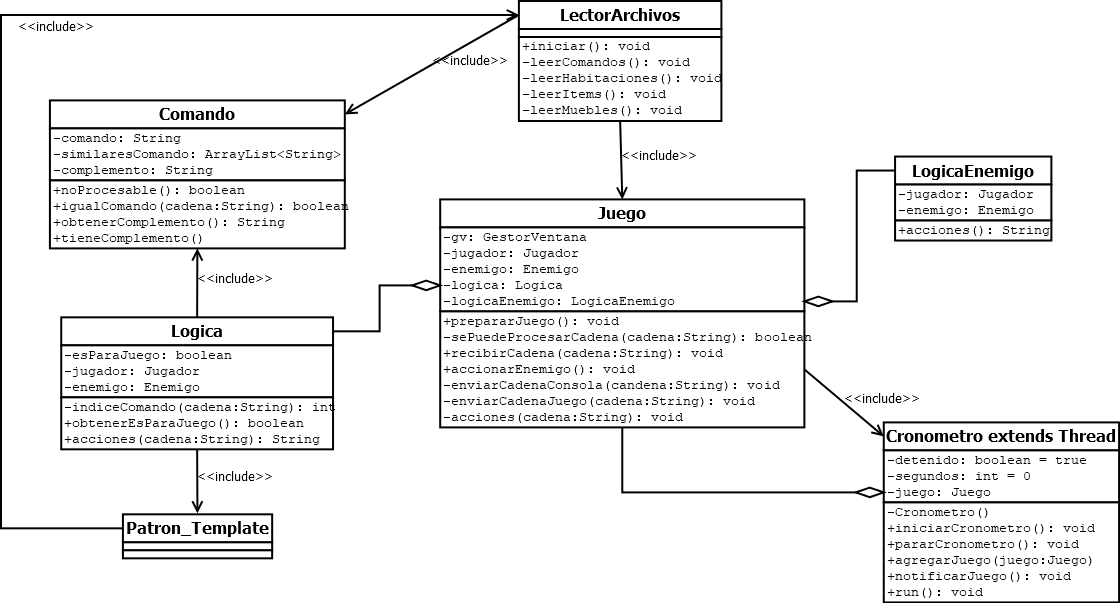 <<include>>
LectorArchivos
+iniciar(): void
-leerComandos(): void
-leerHabitaciones(): void
-leerItems(): void
-leerMuebles(): void
<<include>>
Comando
-comando: String
-similaresComando: ArrayList<String>
-complemento: String
+noProcesable(): boolean
+igualComando(cadena:String): boolean
+obtenerComplemento(): String
+tieneComplemento()
<<include>>
LogicaEnemigo
-jugador: Jugador
-enemigo: Enemigo
+acciones(): String
Juego
-gv: GestorVentana
-jugador: Jugador
-enemigo: Enemigo
-logica: Logica
-logicaEnemigo: LogicaEnemigo
+prepararJuego(): void
-sePuedeProcesarCadena(cadena:String): boolean
+recibirCadena(cadena:String): void
+accionarEnemigo(): void
-enviarCadenaConsola(candena:String): void
-enviarCadenaJuego(cadena:String): void
-acciones(cadena:String): void
<<include>>
Logica
-esParaJuego: boolean
-jugador: Jugador
-enemigo: Enemigo
-indiceComando(cadena:String): int
+obtenerEsParaJuego(): boolean
+acciones(cadena:String): String
<<include>>
<<include>>
Cronometro extends Thread
-detenido: boolean = true
-segundos: int = 0
-juego: Juego
-Cronometro()
+iniciarCronometro(): void
+pararCronometro(): void
+agregarJuego(juego:Juego)
+notificarJuego(): void
+run(): void
Patron_Template